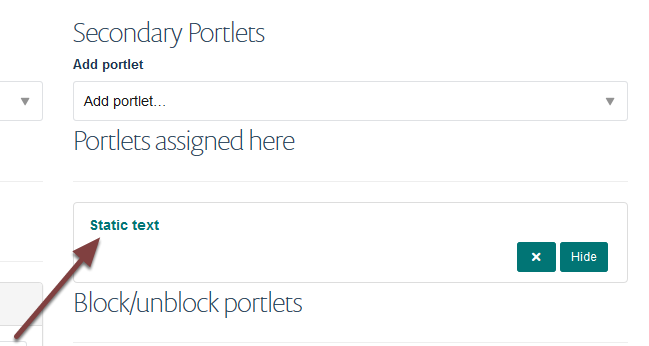 Secondary Portlets
Add portlet
Add portlet…
Portlets assigned here
Static text
× Hide
Block/unblock portlets